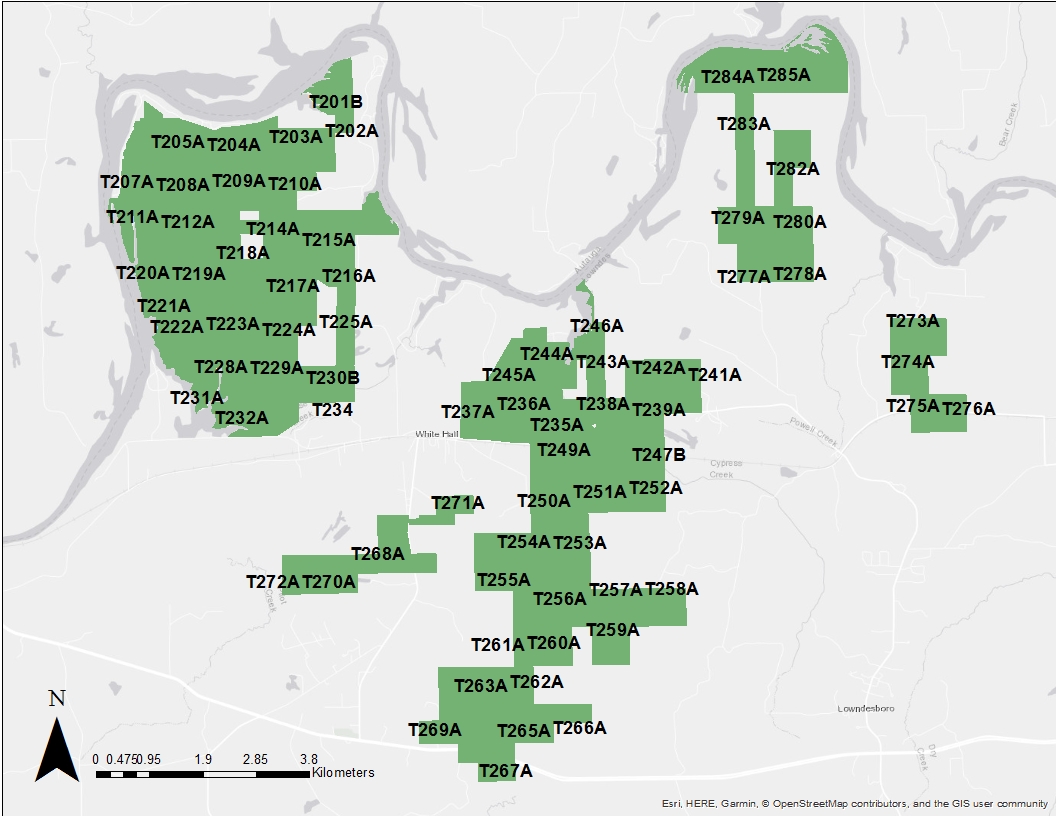 T284A T285A
T201B
T283A
T202A
T203A
T205A T204A
Bear Creek
T282A
T207A T208A T209A T210A
T211A T212A
T279A T280A
T214A
T215A
T218A
T220A T219A
T216A
T277A T278A
T217A
Autauga
Lowndes
T221A
T222A T223A T224A
T225A
T246A
T273A
T244A
T243A
T242A
T241A
T274A
T228A T229A
T230B
T245A
T231A
T234
T232A
Creek
T237A T236A
T238A
T239A
T275A T276A
T235A
White Hall
Powell Creek
T249A
T247B
Cypress
Creek
T271A
T250A T251A T252A
T268A
T254A T253A
T272A T270A
Creek
T255A
T256A
T257A T258A
T259A
T261A T260A
T263A T262A
N
Lowndesboro
T269A
T265A T266A
Dry
Creek
T267A
0 0.475 0.95 1.9 2.85 3.8
Kilometers
Esri, HERE, Garmin, © OpenStreetMap contributors, and the GIS user community